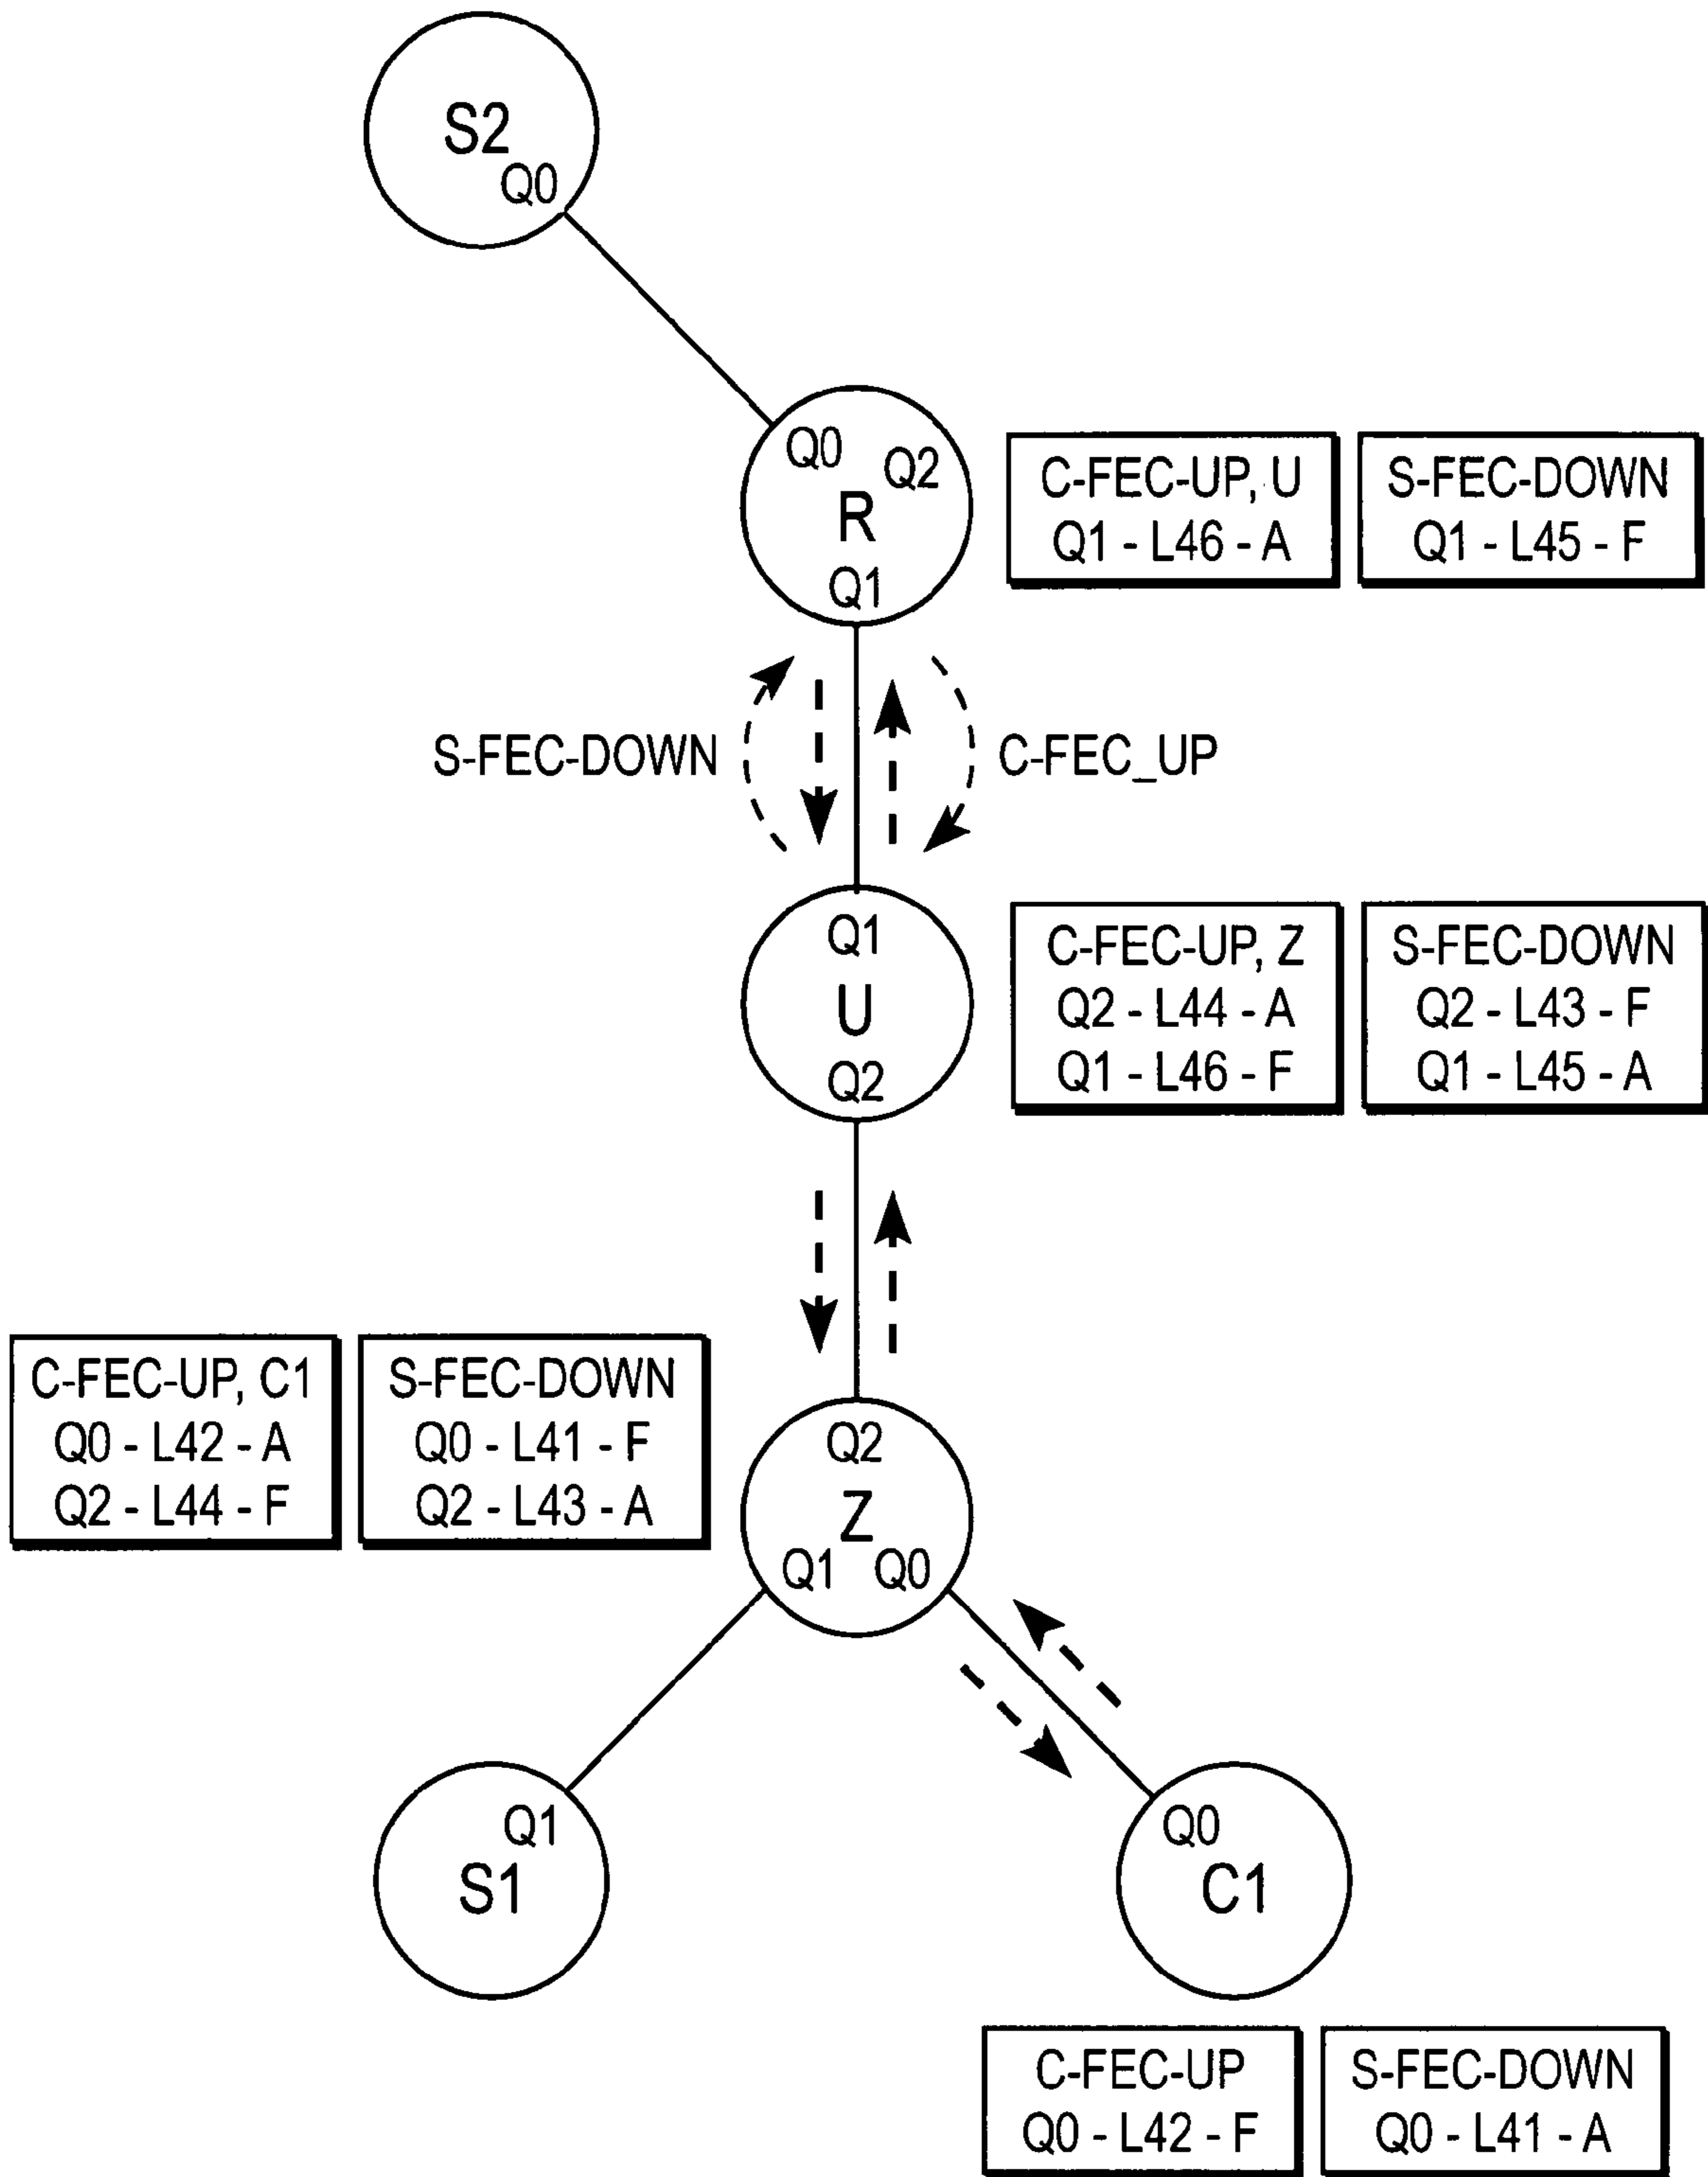 S2
Q0
Q0
Q2
R
Q1
C-FEC-UP, U
Q1 - L46 - A
S-FEC-DOWN
Q1 - L45 - F
S-FEC-DOWN
C-FEC_UP
Q1
U
Q2
C-FEC-UP, Z
Q2 - L44 - A
Q1 - L46 - F
S-FEC-DOWN
Q2 - L43 - F
Q1 - L45 - A
C-FEC-UP, C1
Q0 - L42 - A
Q2 - L44 - F
S-FEC-DOWN
Q0 - L41 - F
Q2 - L43 - A
Q2
Z
Q1 Q0
Q1
S1
Q0
C1
C-FEC-UP
Q0 - L42 - F
S-FEC-DOWN
Q0 - L41 - A